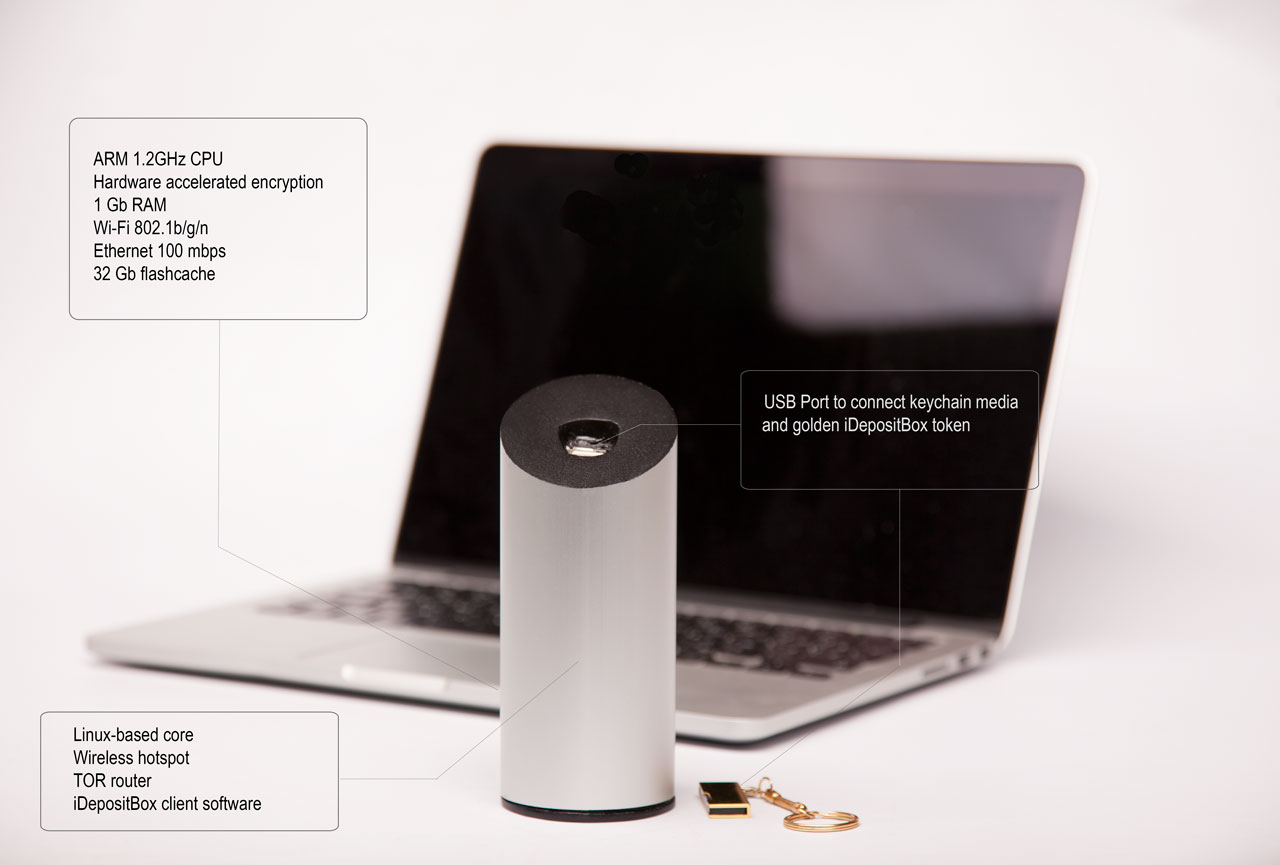 ARM 1.2GHz CPU
Hardware accelerated encryption
1 Gb RAM
Wi-Fi 802.1b/g/n
Ethernet 100 mbps
32 Gb flashcache
USB Port to connect keychain media
and golden iDepositBox token
Linux-based core
Wireless hotspot
TOR router
iDepositBox client software